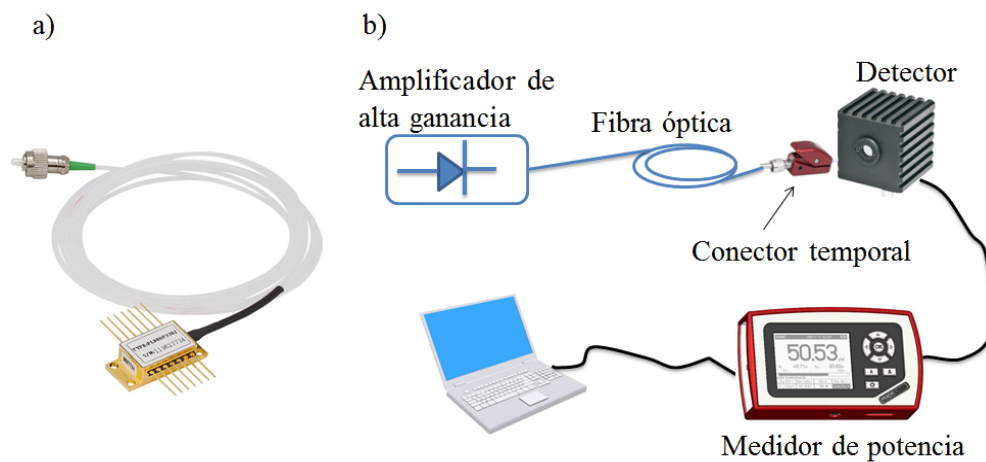 a)
b)
Amplificador de
alta ganancia
Fibra óptica
Detector
Conector temporal
50.53
Medidor de potencia